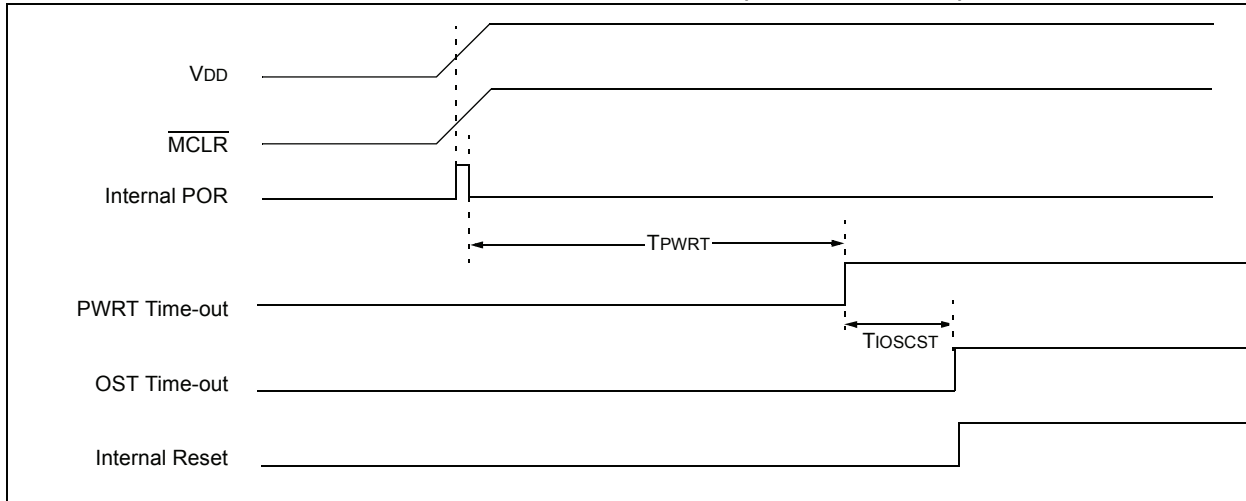 VDD
MCLR
Internal POR
TPWRT
PWRT Time-out
TIOSCST
OST Time-out
Internal Reset